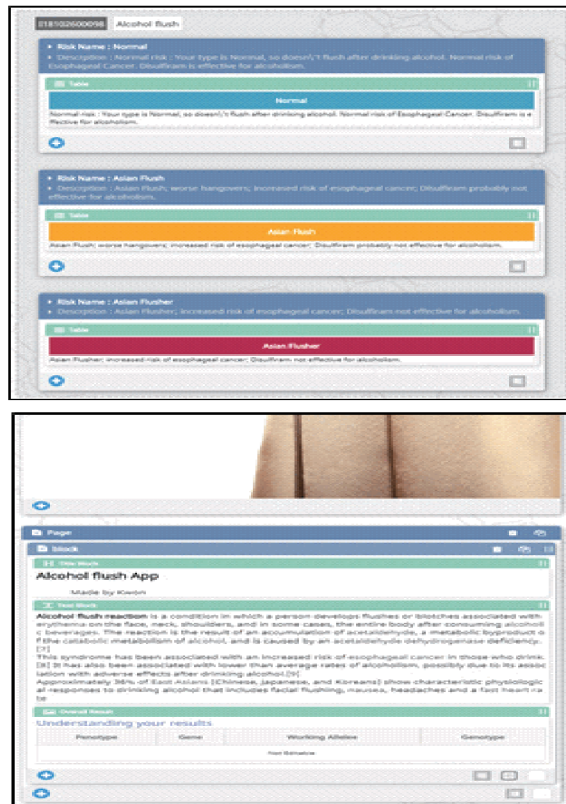 018102600098 Alcohol flush
Risk Name : Normal
Description : Normal risk : Your type is Normal, so doesn\'t flush after drinking alcohol. Normal risk of
Esophageal Cancer. Disulfiram is effective for alcoholism.
Table
Normal
Normal risk : Your type is Normal, so doesn\'t flush after drinking alcohol. Normal risk of Esophageal Cancer. Disulfiram is e
ffective for alcoholism.
Risk Name : Asian Flush
Description : Asian Flush; worse hangovers; increased risk of esophageal cancer; Disulfiram probably not
effective for alcoholism.
Table
Asian Flush
Asian Flush; worse hangovers; increased risk of esophageal cancer; Disulfiram probably not effective for alcoholism.
Risk Name : Asian Flusher
Description : Asian Flusher; increased risk of esophageal cancer; Disulfiram not effective for alcoholism.
Table
Asian Flusher
Asian Flusher; increased risk of esophageal cancer; Disulfiram not effective for alcoholism.
Page
block
Title Block
Alcohol flush App
Made by Kwon
Text Block
Alcohol flush reaction is a condition in which a person develops flushes or blotches associated with
erythema on the face, neck, shoulders, and in some cases, the entire body after consuming alcoholi
c beverages. The reaction is the result of an accumulation of acetaldehyde, a metabolic byproduct o
f the catabolic metabolism of alcohol, and is caused by an acetaldehyde dehydrogenase deficiency.
[7]
This syndrome has been associated with an increased risk of esophageal cancer in those who drink.
[8] It has also been associated with lower than average rates of alcoholism, possibly due to its assoc
iation with adverse effects after drinking alcohol.[9]
Approximately 36% of East Asians (Chinese, Japanese, and Koreans) show characteristic physiologic
al responses to drinking alcohol that includes facial flushing, nausea, headaches and a fast heart ra
te
Overall Result
Understanding your results
Penotype Gene Working Alleles Genotype
Not Editable